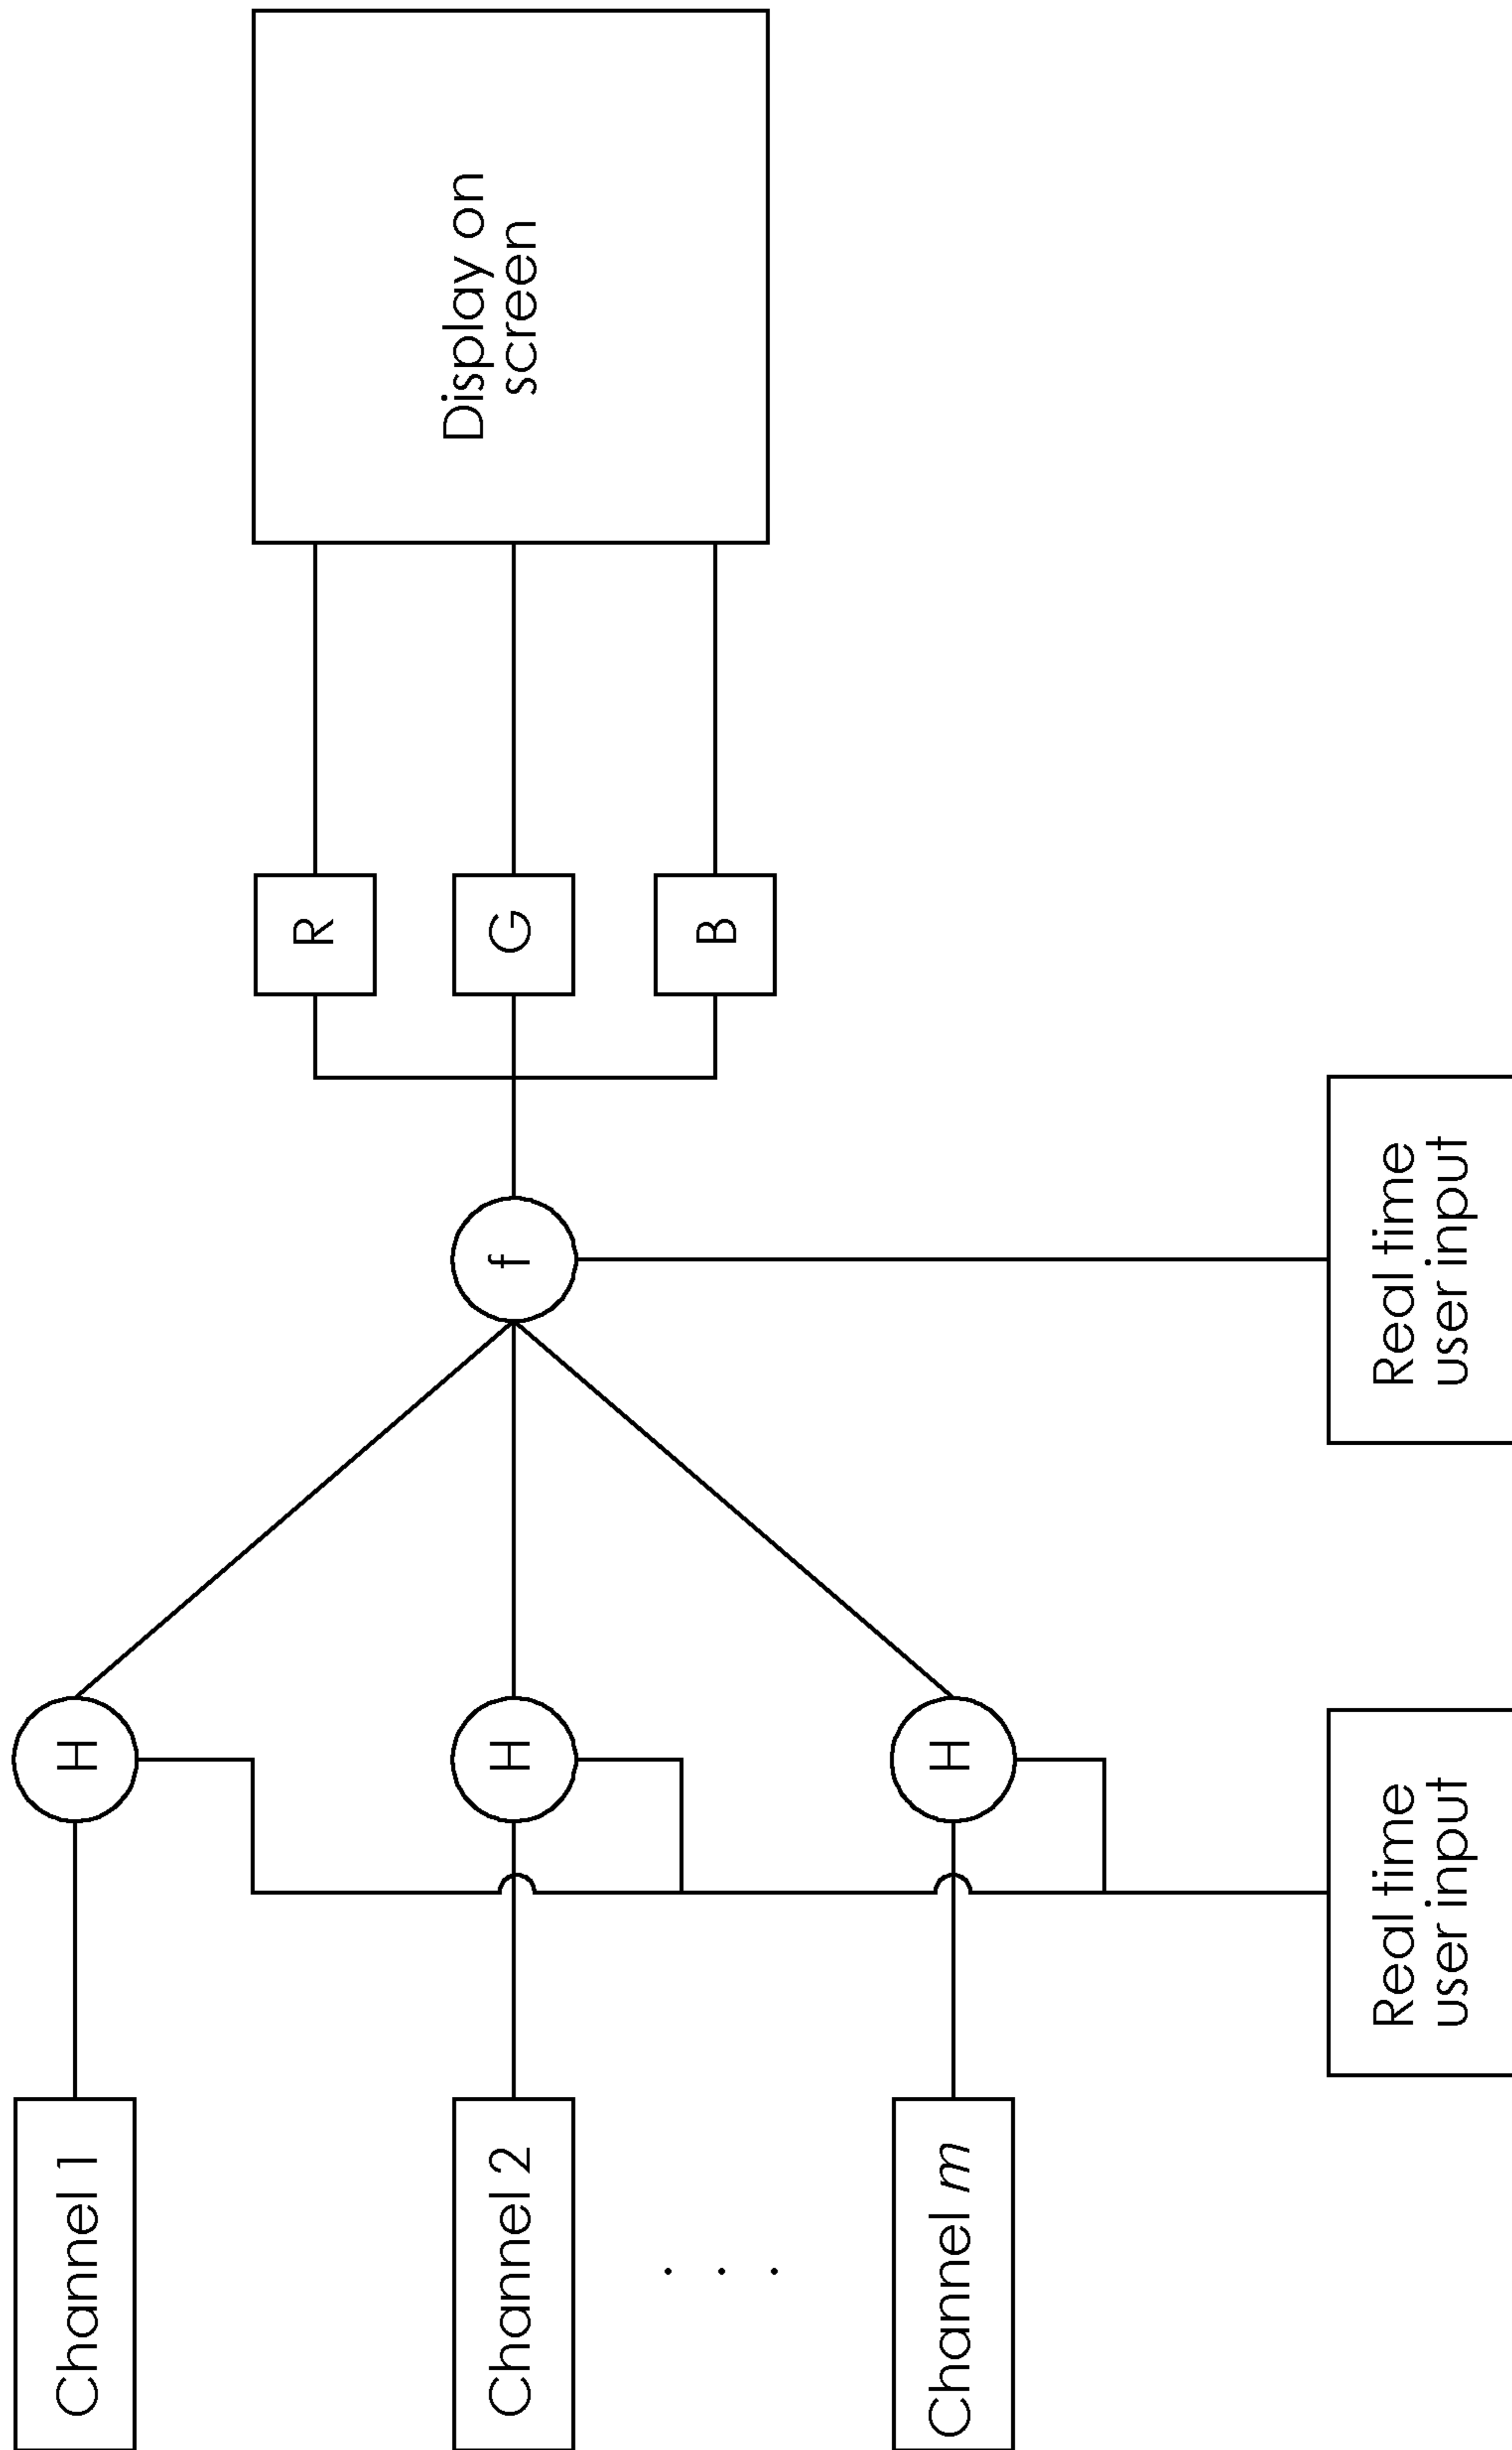 Channel 1
Channel 2
. . .
Channel m
H
H
H
Real time
user input
f
Real time
user input
R
G
B
Display on
screen